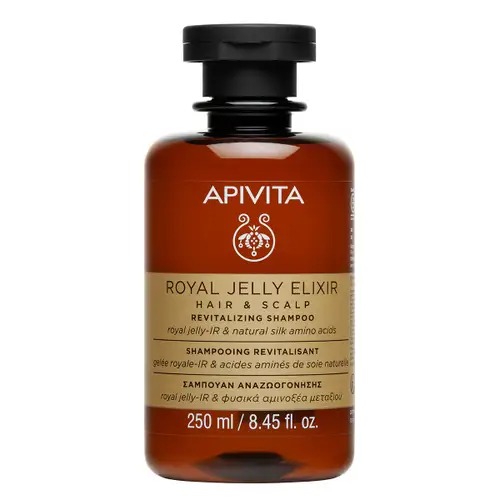 APIVITA
ROYAL JELLY ELIXIR
HAIR & SCALP
REVITALIZING SHAMPOO
royal jelly-IR & natural silk amino acids
SHAMPOOING REVITALISANT
gelée royale-IR & acides aminés de soie naturelle
ΣΑΜΠΟΥΑΝ ΑΝΑΖΩΟΓΟΝΗΣΗΣ
royal jelly-IR & φυσικά αμινοξέα μεταξιού
250 ml / 8.45 fl. oz.